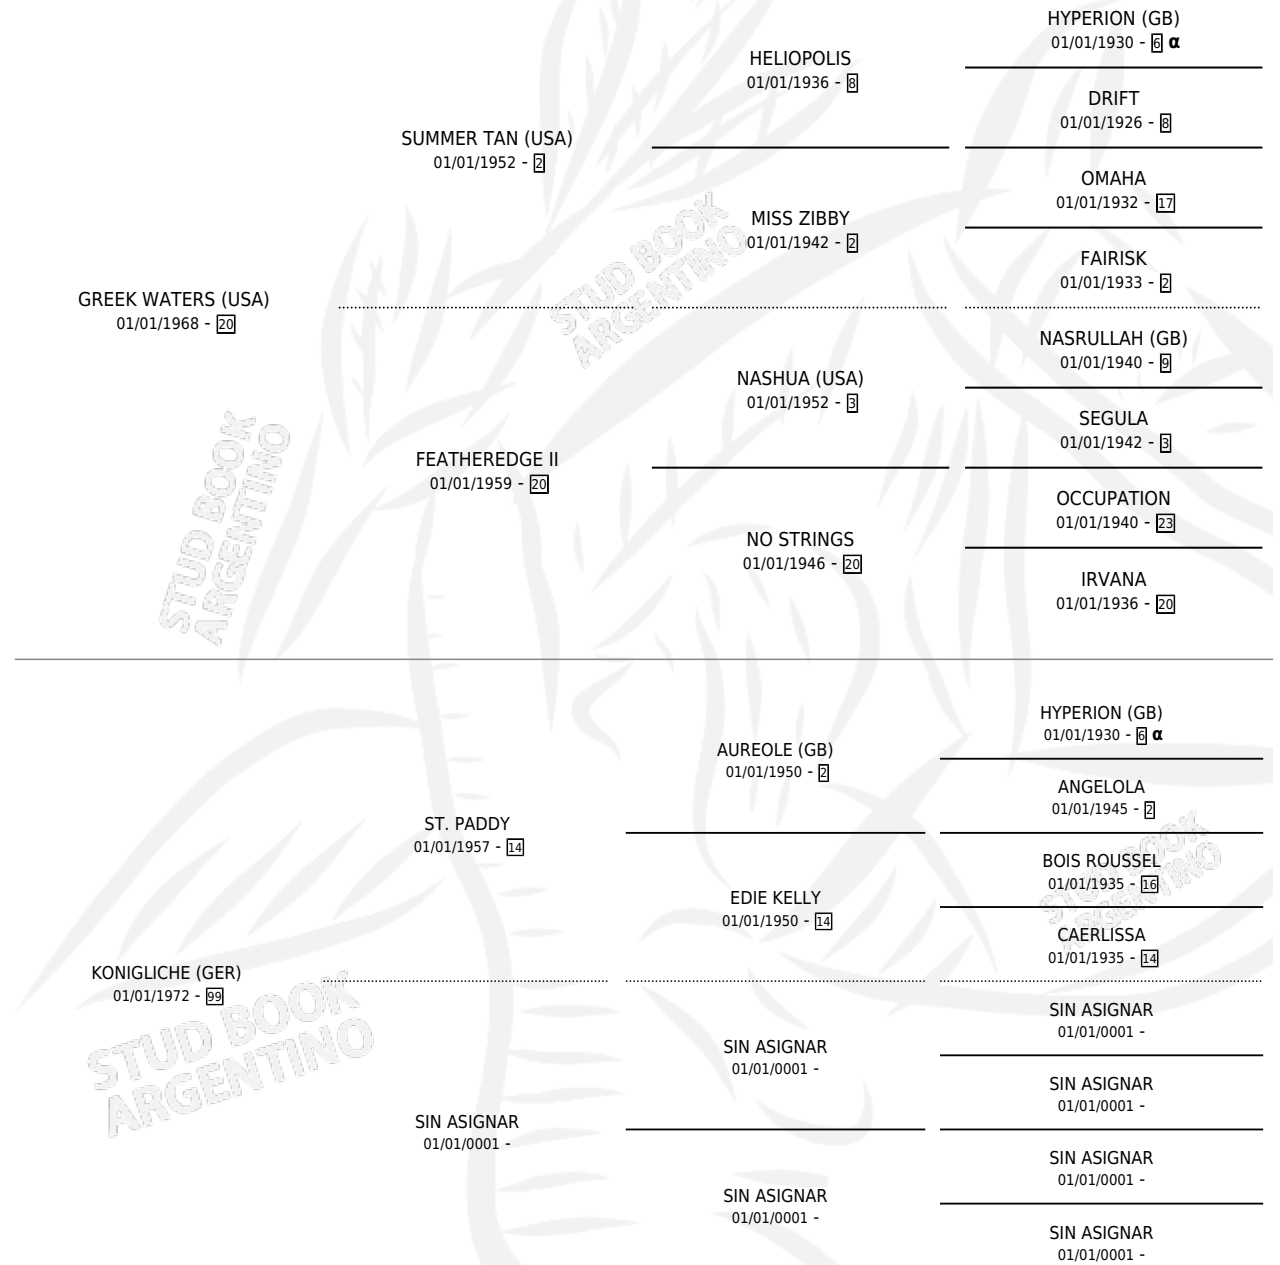 HYPERION (GB)
01/01/1930 - 6 α
HELIOPOLIS
01/01/1936 - 8
DRIFT
01/01/1926 - 8
SUMMER TAN (USA)
01/01/1952 - 2
OMAHA
01/01/1932 - 17
MISS ZIBBY
01/01/1942 - 2
FAIRISK
01/01/1933 - 2
GREEK WATERS (USA)
01/01/1968 - 20
NASRULLAH (GB)
01/01/1940 - 9
NASHUA (USA)
01/01/1952 - 3
SEGULA
01/01/1942 - 3
FEATHEREDGE II
01/01/1959 - 20
OCCUPATION
01/01/1940 - 23
NO STRINGS
01/01/1946 - 20
IRVANA
01/01/1936 - 20
STUD BOOK
ARGENTINO
STUD BOOK
ARGENTINO
HYPERION (GB)
01/01/1930 - 6 α
AUREOLE (GB)
01/01/1950 - 2
ANGELOLA
01/01/1945 - 2
ST. PADDY
01/01/1957 - 14
BOIS ROUSSEL
01/01/1935 - 16
EDIE KELLY
01/01/1950 - 14
CAERLISSA
01/01/1935 - 14
KONIGLICHE (GER)
01/01/1972 - 99
SIN ASIGNAR
01/01/0001 -
SIN ASIGNAR
01/01/0001 -
SIN ASIGNAR
01/01/0001 -
SIN ASIGNAR
01/01/0001 -
SIN ASIGNAR
01/01/0001 -
SIN ASIGNAR
01/01/0001 -
SIN ASIGNAR
01/01/0001 -
STUD BOOK
ARGENTINO
STUD BOOK
ARGENTINO